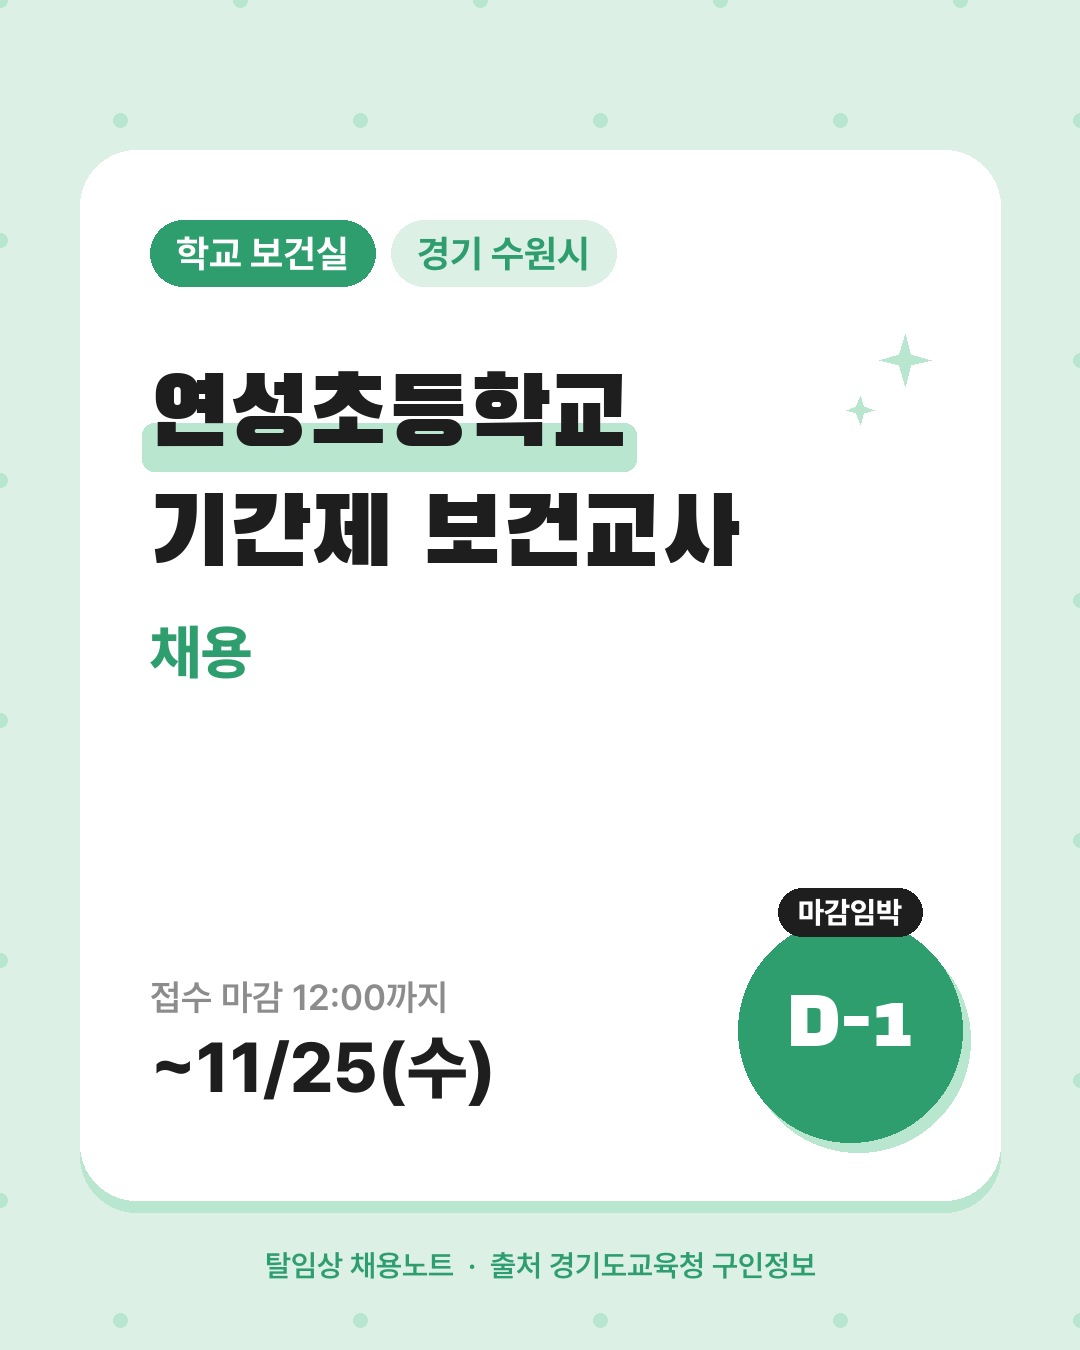 학교 보건실 경기 수원시
연성초등학교
기간제 보건교사
채용
마감임박
D-1
접수 마감 12:00까지
~11/25(수)
탈임상 채용노트 · 출처 경기도교육청 구인정보